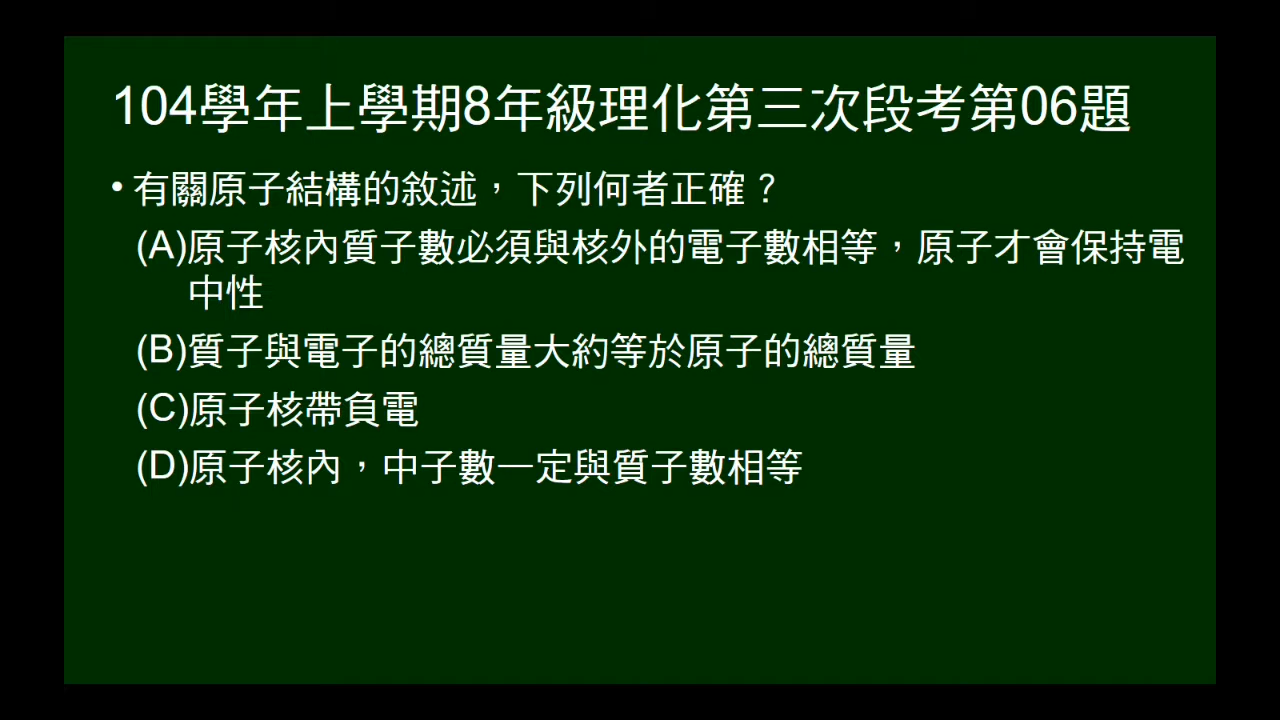 104學年上學期8年級理化第三次段考第06題
• 有關原子結構的敘述，下列何者正確？
(A)原子核內質子數必須與核外的電子數相等，原子才會保持電
中性
(B)質子與電子的總質量大約等於原子的總質量
(C)原子核帶負電
(D)原子核內，中子數一定與質子數相等